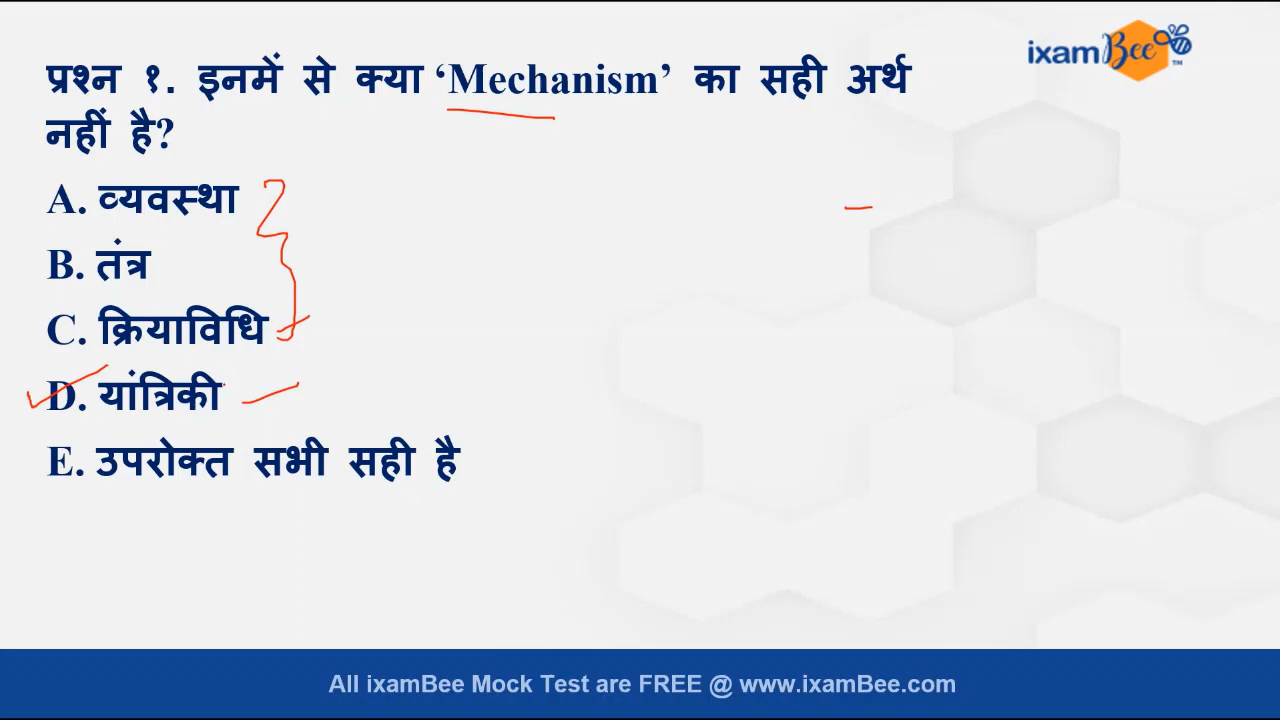 ixamBee
TM
प्रश्न १. इनमें से क्या ‘Mechanism’ का सही अर्थ
नहीं है?
A. व्यवस्था
B. तंत्र
C. क्रियाविधि
D. यांत्रिकी
E. उपरोक्त सभी सही है
All ixamBee Mock Test are FREE @ www.ixamBee.com